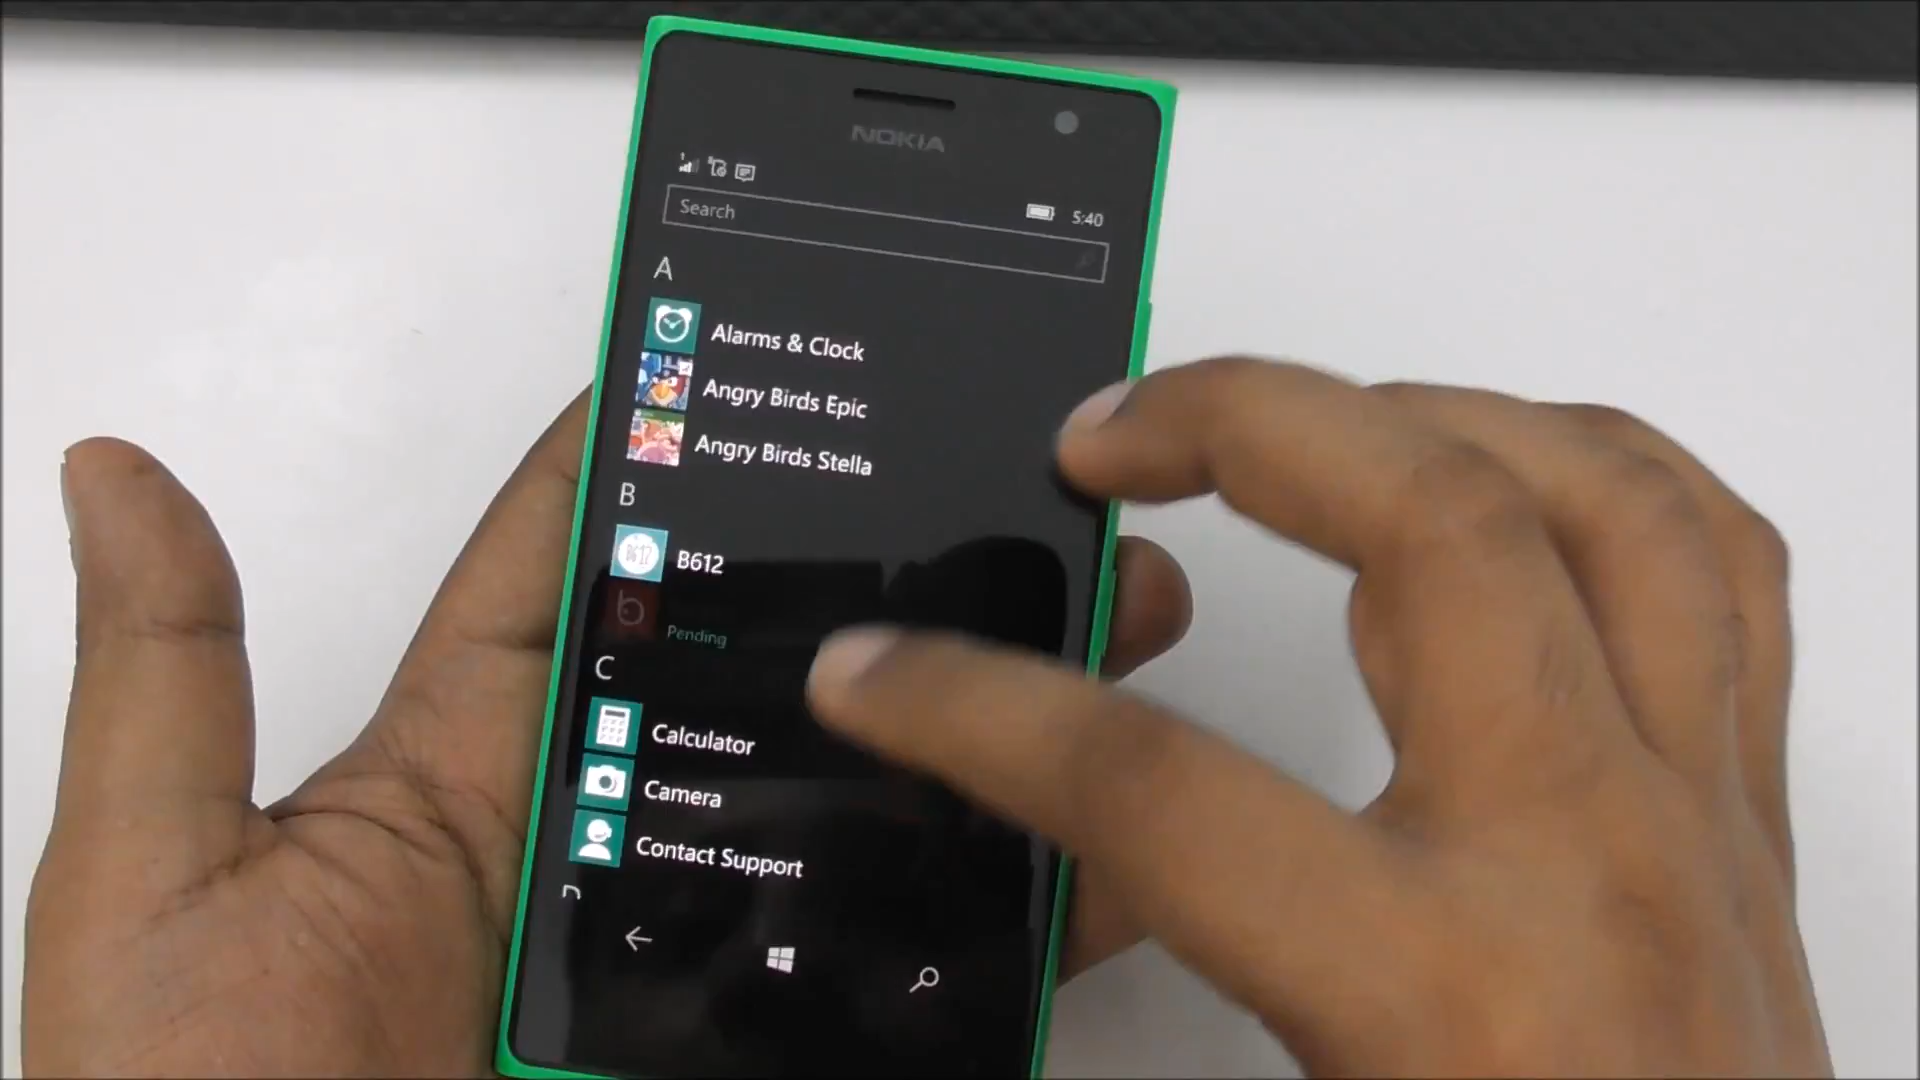 NOKIA
5:40
Search
A
Alarms & Clock
Angry Birds Epic
Angry Birds Stella
B
B612
Pending
C
Calculator
Camera
Contact Support